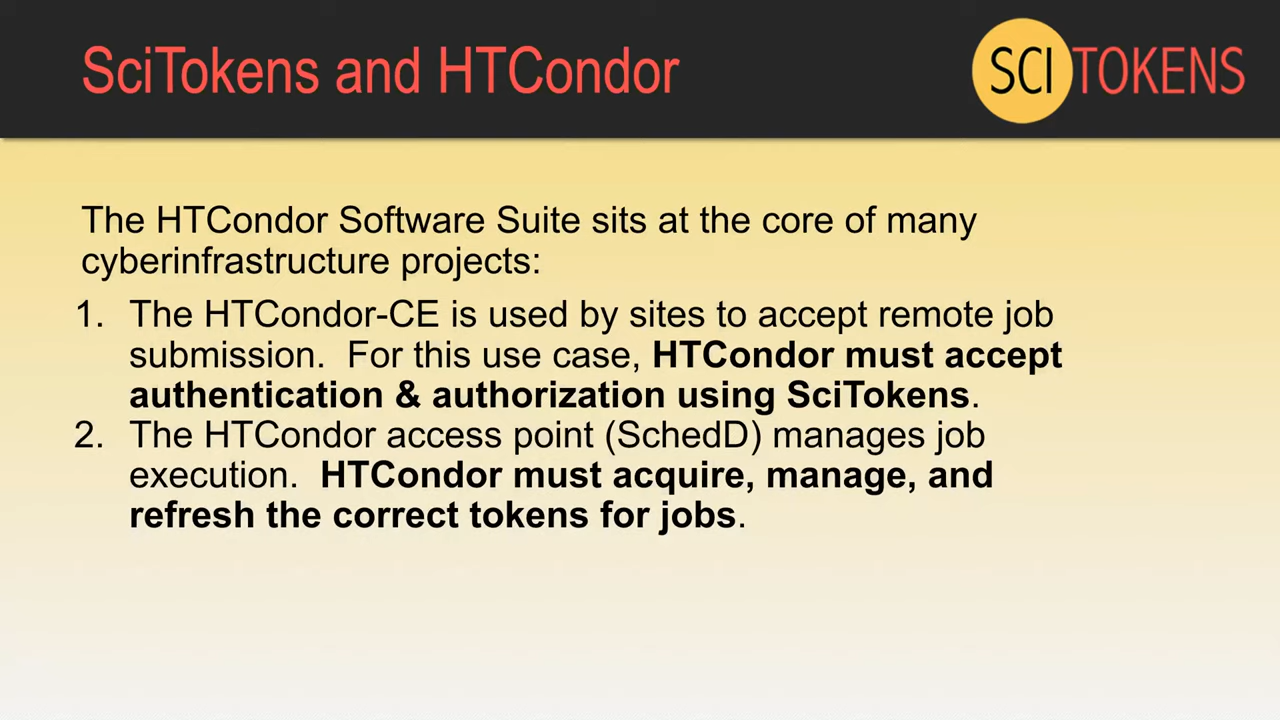 SciTokens and HTCondor
SCITOKENS
The HTCondor Software Suite sits at the core of many
cyberinfrastructure projects:
1. The HTCondor-CE is used by sites to accept remote job
submission.  For this use case, HTCondor must accept
authentication & authorization using SciTokens.
2. The HTCondor access point (SchedD) manages job
execution.  HTCondor must acquire, manage, and
refresh the correct tokens for jobs.